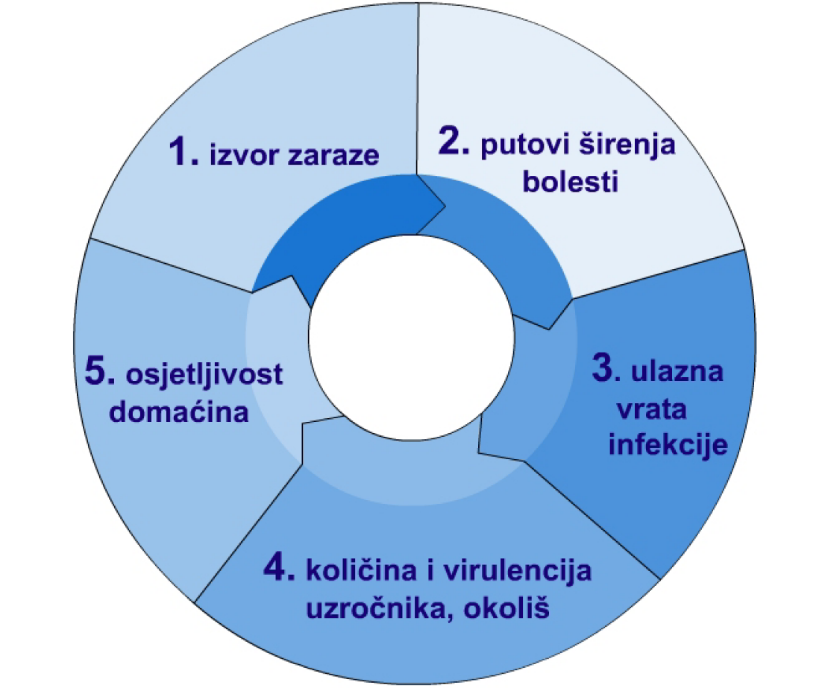 1. izvor zaraze
2. putovi širenja
bolesti
3. ulazna
vrata
infekcije
4. količina i virulencija
uzročnika, okoliš
5. osjetljivost
domaćina